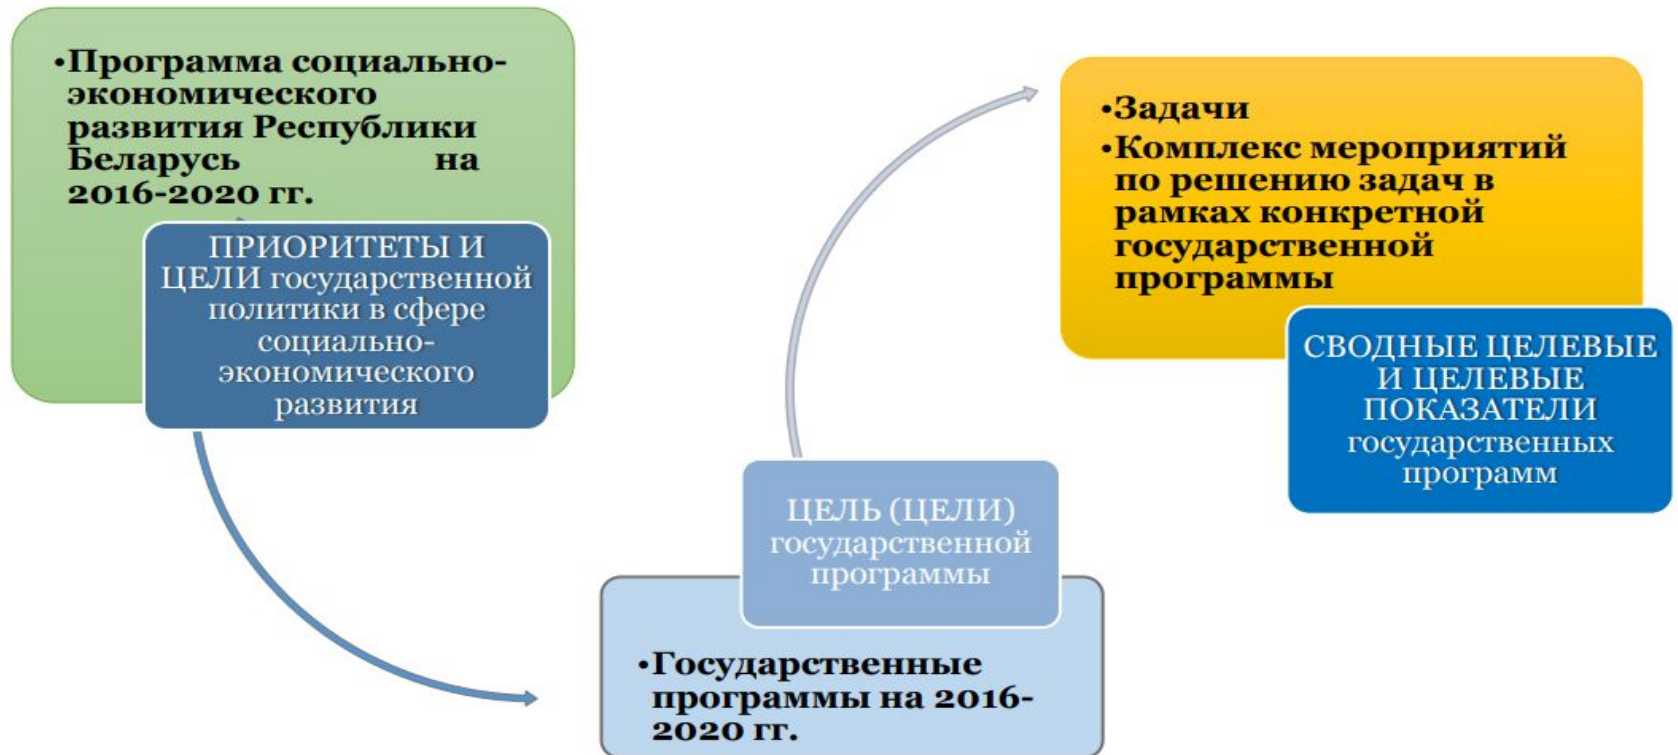 •Программа социально-
экономического
развития Республики
Беларусь на
2016-2020 гг.
ПРИОРИТЕТЫ И
ЦЕЛИ государственной
политики в сфере
социально-
экономического
развития
•Задачи
•Комплекс мероприятий
по решению задач в
рамках конкретной
государственной
программы
СВОДНЫЕ ЦЕЛЕВЫЕ
И ЦЕЛЕВЫЕ
ПОКАЗАТЕЛИ
государственных
программ
ЦЕЛЬ (ЦЕЛИ)
государственной
программы
•Государственные
программы на 2016-
2020 гг.